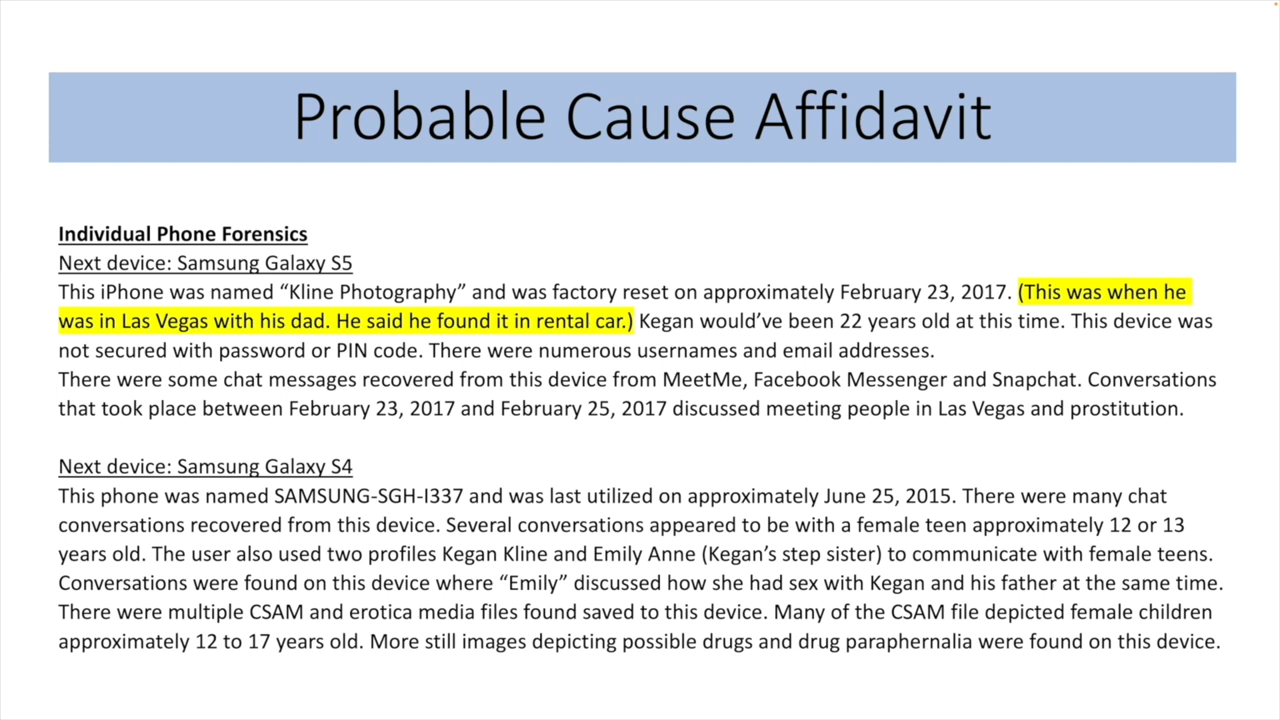 Probable Cause Affidavit
Individual Phone Forensics
Next device: Samsung Galaxy S5
This iPhone was named “Kline Photography” and was factory reset on approximately February 23, 2017. (This was when he
was in Las Vegas with his dad. He said he found it in rental car.) Kegan would’ve been 22 years old at this time. This device was
not secured with password or PIN code. There were numerous usernames and email addresses.
There were some chat messages recovered from this device from MeetMe, Facebook Messenger and Snapchat. Conversations
that took place between February 23, 2017 and February 25, 2017 discussed meeting people in Las Vegas and prostitution.
Next device: Samsung Galaxy S4
This phone was named SAMSUNG-SGH-I337 and was last utilized on approximately June 25, 2015. There were many chat
conversations recovered from this device. Several conversations appeared to be with a female teen approximately 12 or 13
years old. The user also used two profiles Kegan Kline and Emily Anne (Kegan’s step sister) to communicate with female teens.
Conversations were found on this device where “Emily” discussed how she had sex with Kegan and his father at the same time.
There were multiple CSAM and erotica media files found saved to this device. Many of the CSAM file depicted female children
approximately 12 to 17 years old. More still images depicting possible drugs and drug paraphernalia were found on this device.